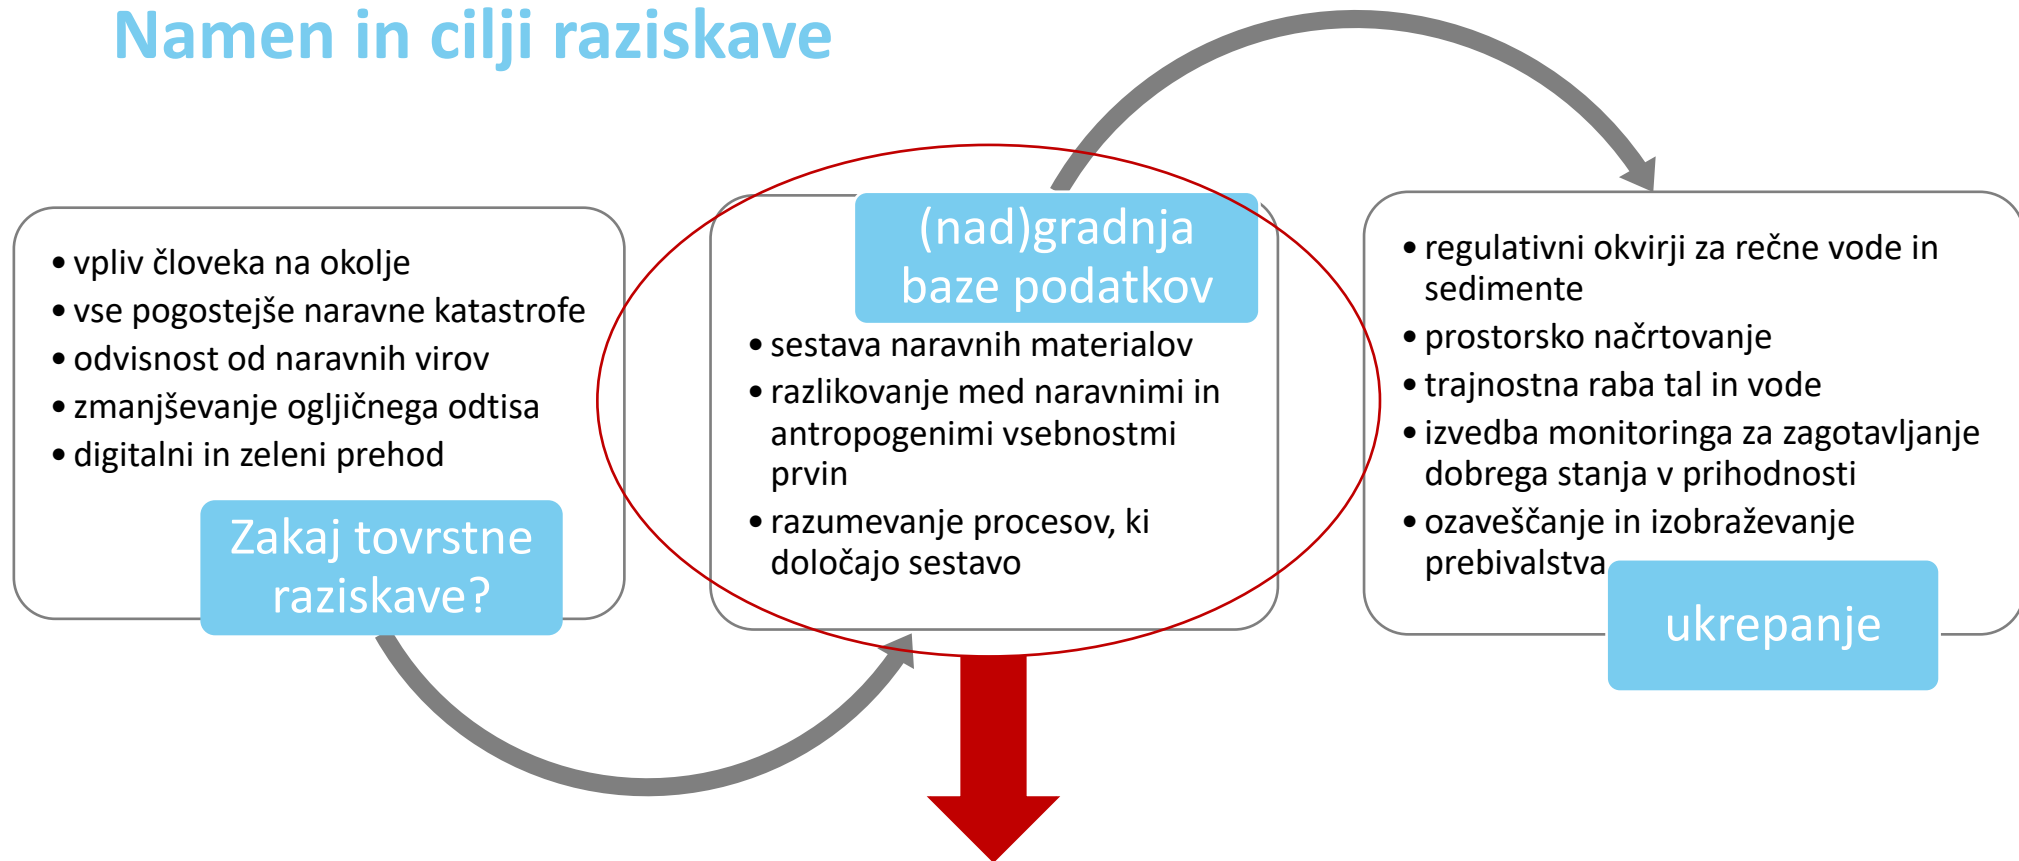 Namen in cilji raziskave
• vpliv človeka na okolje
• vse pogostejše naravne katastrofe
• odvisnost od naravnih virov
• zmanjševanje ogljičnega odtisa
• digitalni in zeleni prehod
Zakaj tovrstne
raziskave?
(nad)gradnja
baze podatkov
• sestava naravnih materialov
• razlikovanje med naravnimi in
antropogenimi vsebnostmi
prvin
• razumevanje procesov, ki
določajo sestavo
• regulativni okvirji za rečne vode in
sedimente
• prostorsko načrtovanje
• trajnostna raba tal in vode
• izvedba monitoringa za zagotavljanje
dobrega stanja v prihodnosti
• ozaveščanje in izobraževanje
prebivalstva
ukrepanje